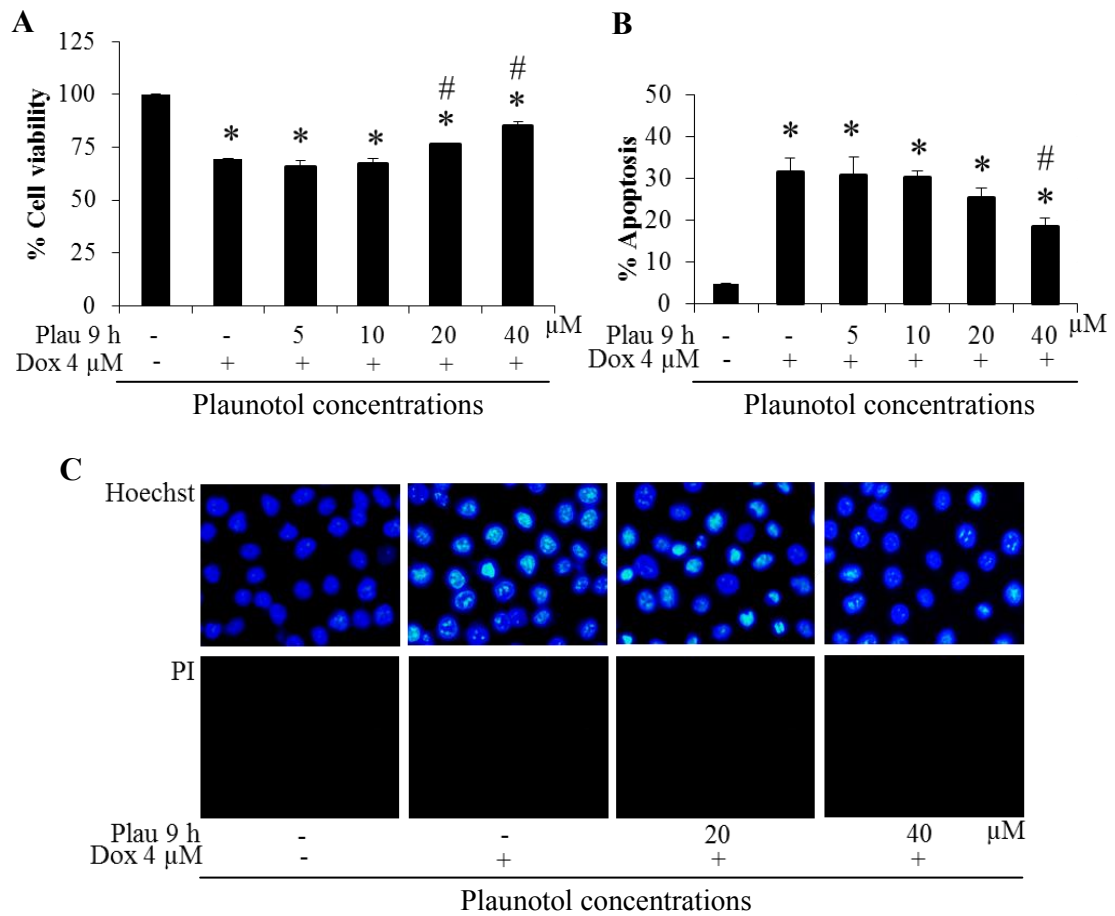 A
125
100
75
50
25
0
% Cell viability
* * * * *
# #
Plau 9 h - - 5 10 20 40 µM
Dox 4 µM - + + + + +
Plaunotol concentrations
B
50
40
30
20
10
0
% Apoptosis
* * * * *
#
Plau 9 h - - 5 10 20 40 µM
Dox 4 µM - + + + + +
Plaunotol concentrations
C
Hoechst
PI
Plau 9 h - - 20 40 µM
Dox 4 µM - + + +
Plaunotol concentrations